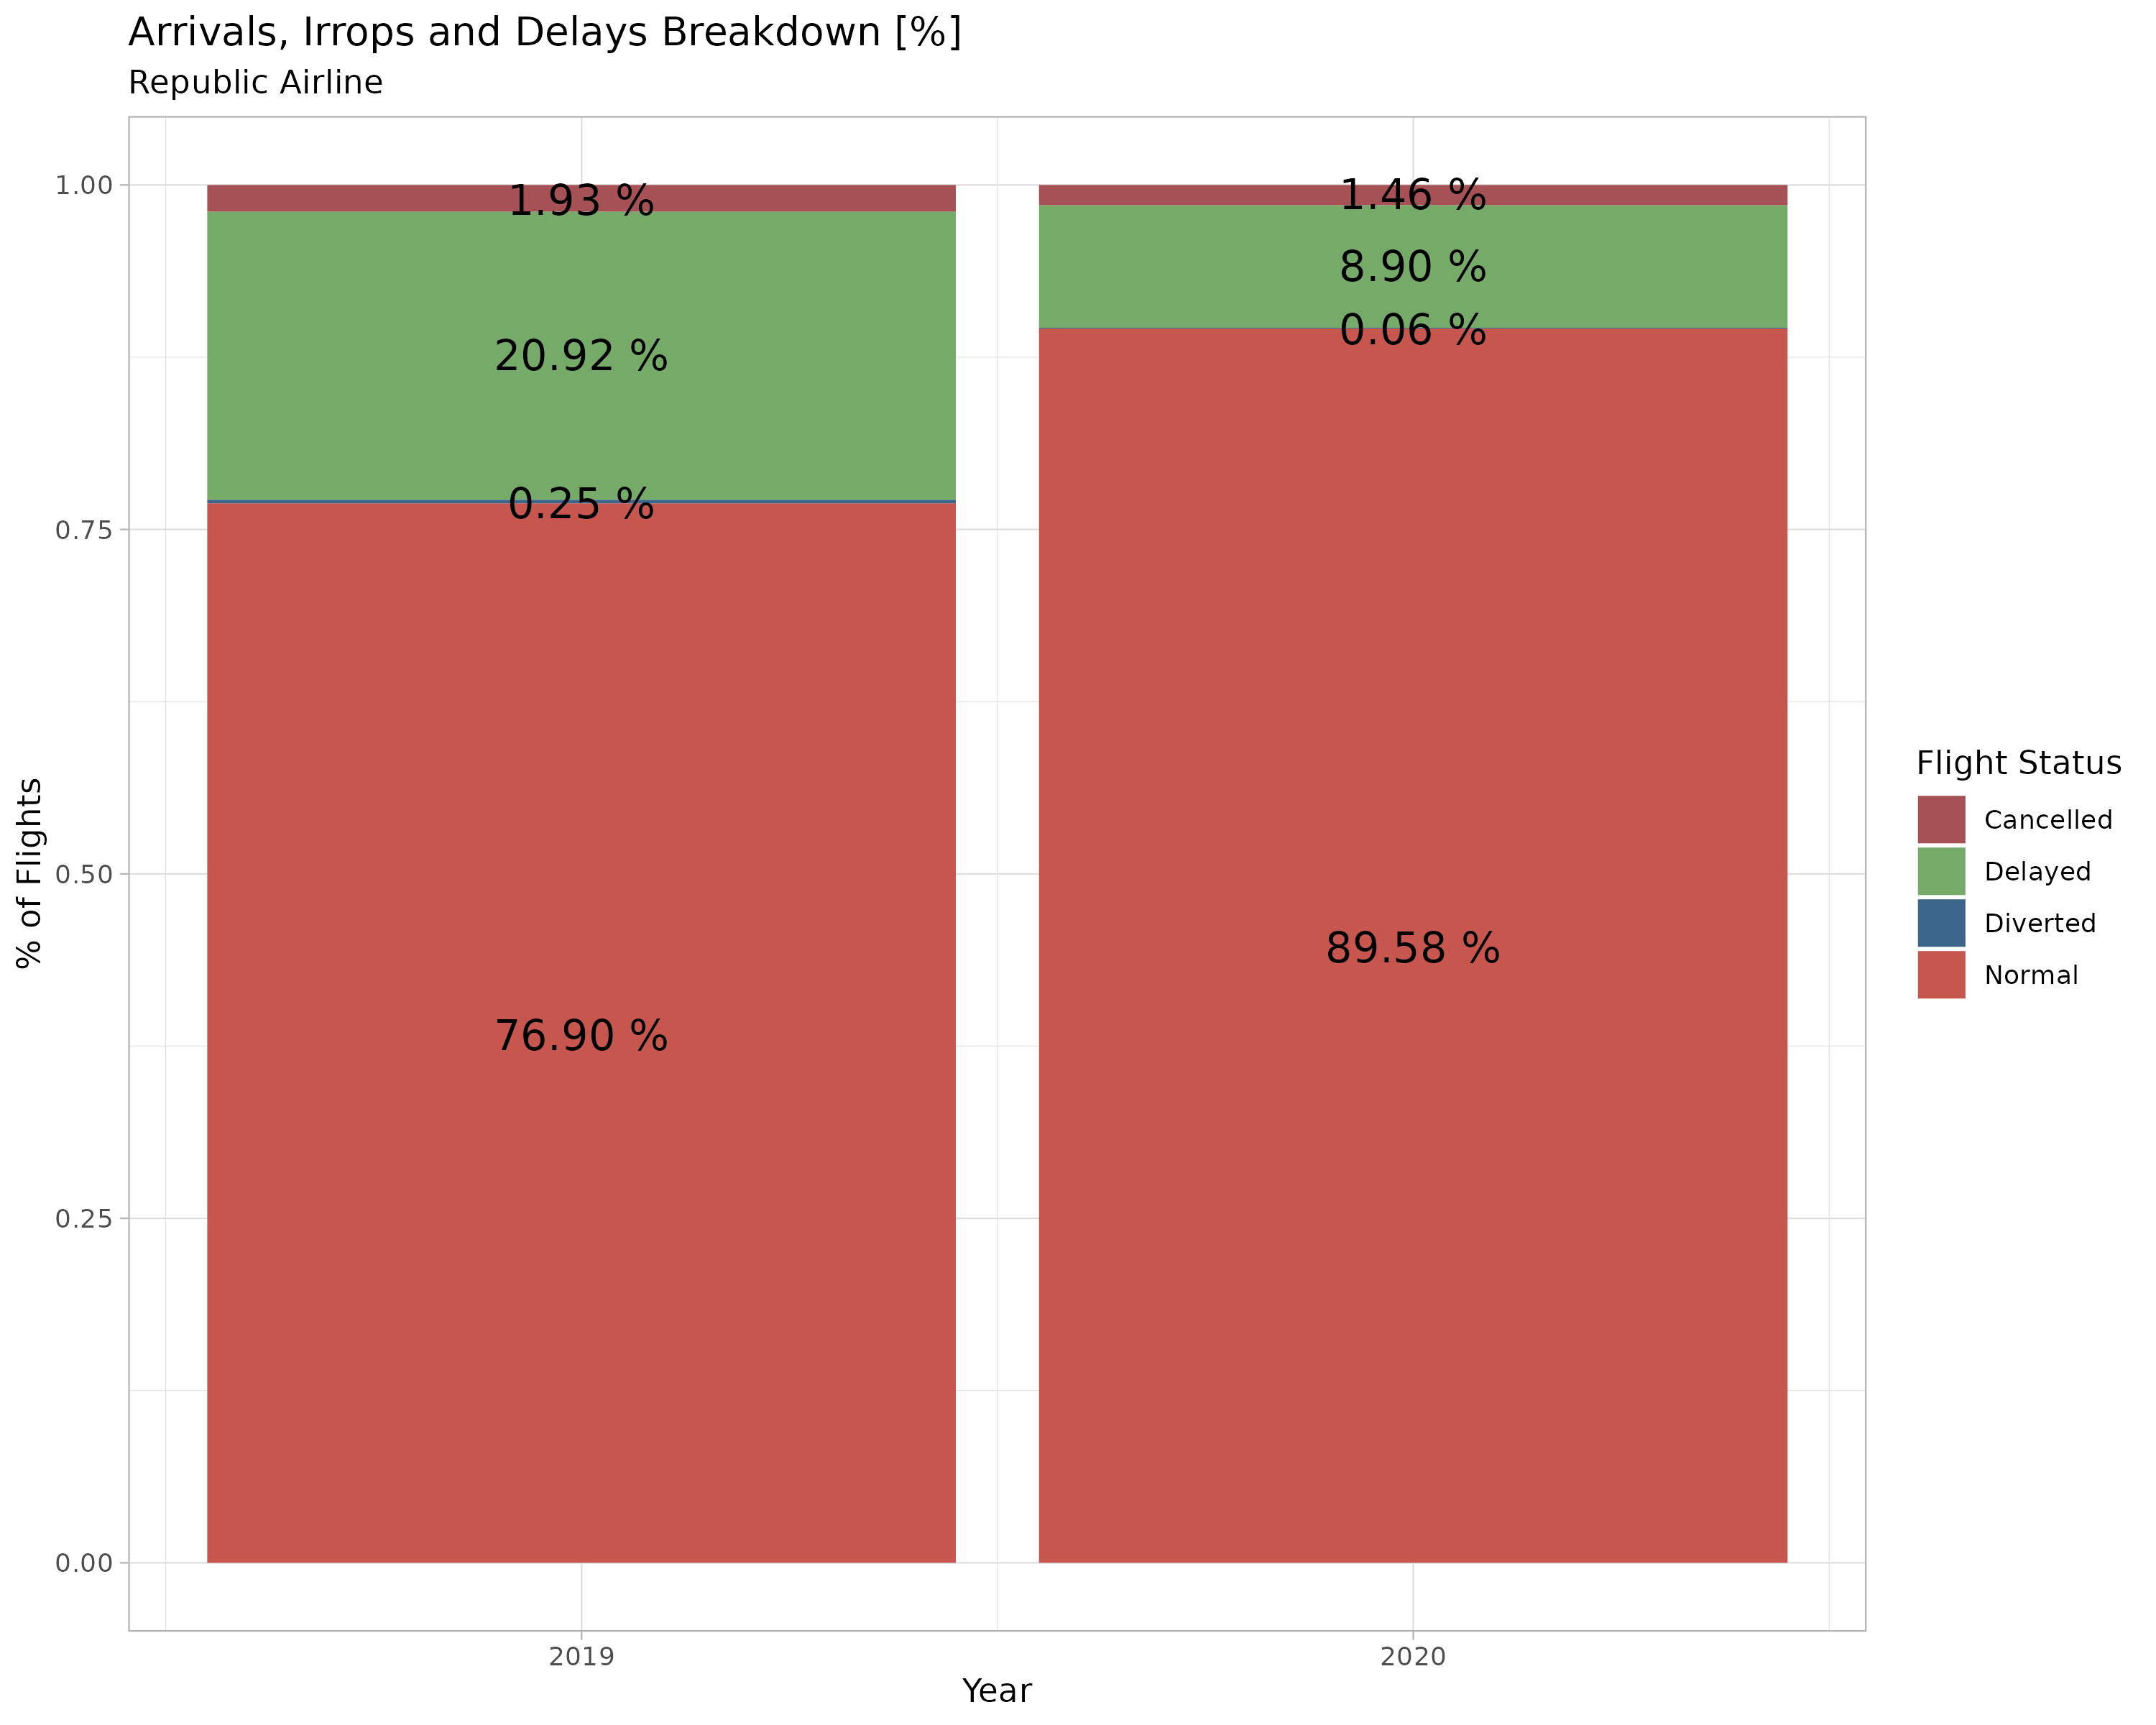 Arrivals, Irrops and Delays Breakdown [%]
Republic Airline
% of Flights
1.00
0.75
0.50
0.25
0.00
1.93 %
20.92 %
0.25 %
76.90 %
1.46 %
8.90 %
0.06 %
89.58 %
2019
2020
Year
Flight Status
Cancelled
Delayed
Diverted
Normal